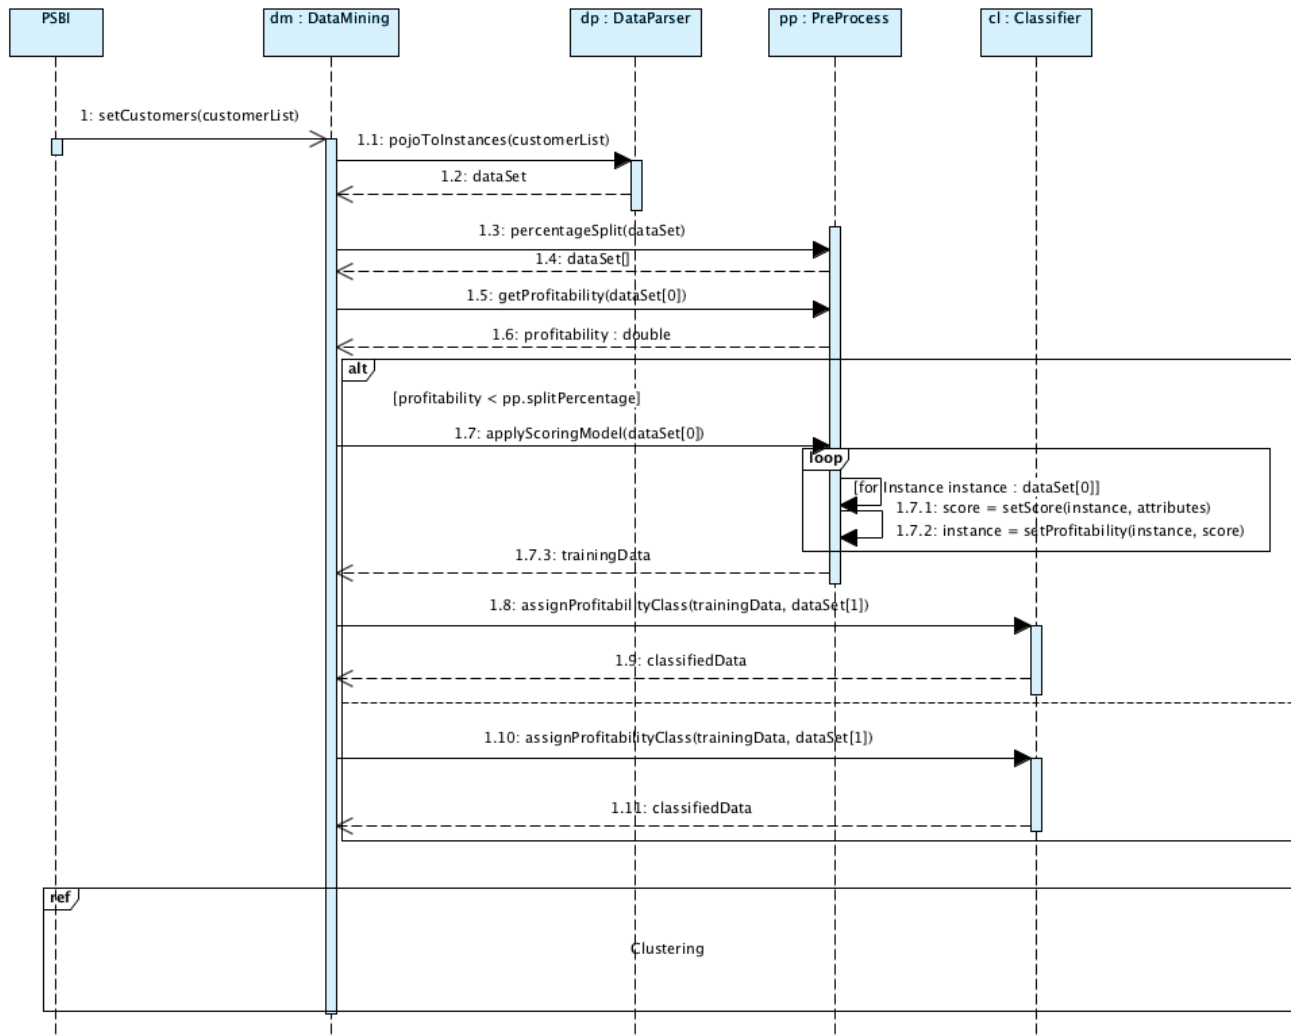 PSBI
dm : DataMining
dp : DataParser
pp : PreProcess
cl : Classifier
1: setCustomers(customerList)
1.1: pojoToInstances(customerList)
1.2: dataSet
1.3: percentageSplit(dataSet)
1.4: dataSet[]
1.5: getProfitability(dataSet[0])
1.6: profitability : double
alt
[profitability < pp.splitPercentage]
1.7: applyScoringModel(dataSet[0])
loop
[for Instance instance : dataSet[0]]
1.7.1: score = setScore(instance, attributes)
1.7.2: instance = setProfitability(instance, score)
1.7.3: trainingData
1.8: assignProfitabilityClass(trainingData, dataSet[1])
1.9: classifiedData
1.10: assignProfitabilityClass(trainingData, dataSet[1])
1.11: classifiedData
ref
Clustering